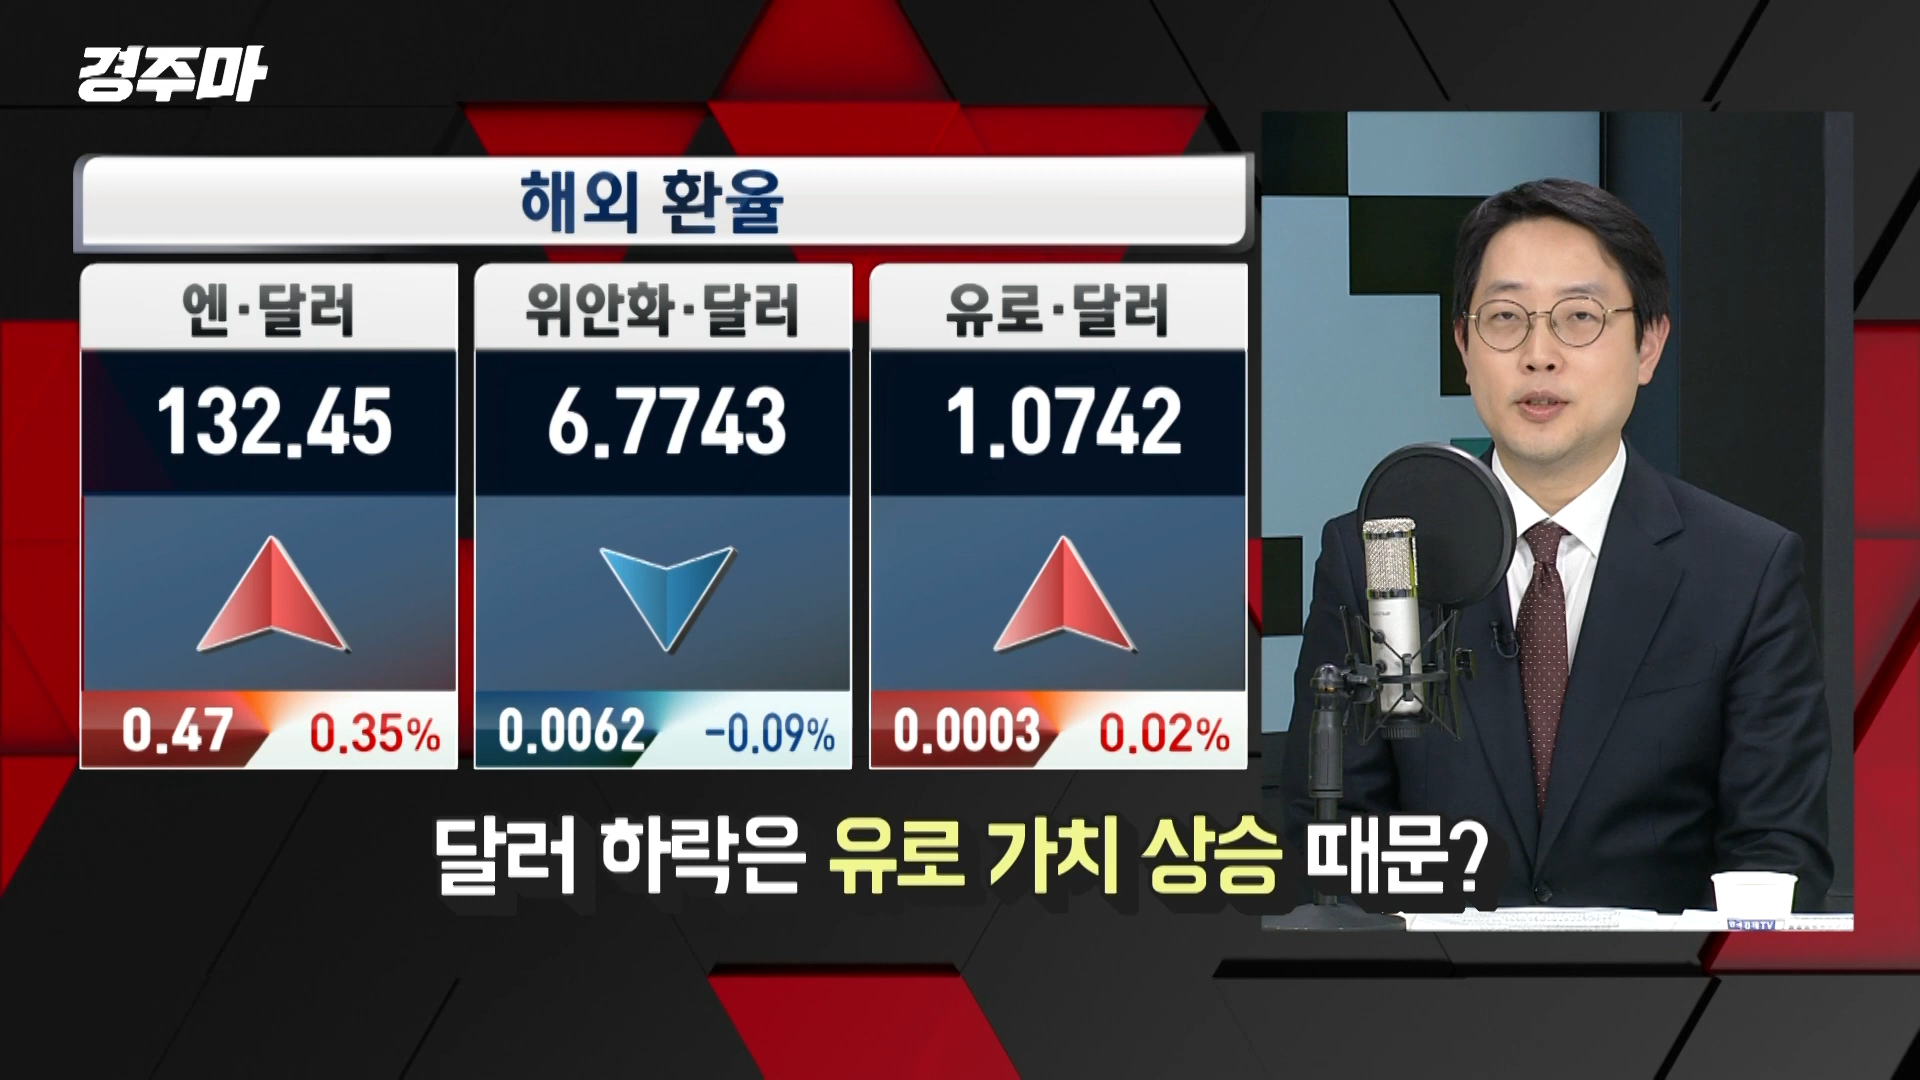 경주마
해외 환율
엔·달러
132.45
0.47 0.35%
위안화·달러
6.7743
0.0062 -0.09%
유로·달러
1.0742
0.0003 0.02%
달러 하락은 유로 가치 상승 때문?